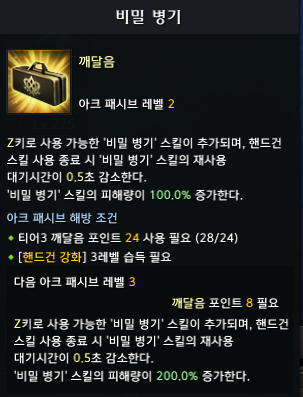 비밀 병기
깨달음
아크 패시브 레벨 2
Z키로 사용 가능한 '비밀 병기' 스킬이 추가되며, 핸드건
스킬 사용 종료 시 '비밀 병기' 스킬의 재사용
대기시간이 0.5초 감소한다.
'비밀 병기' 스킬의 피해량이 100.0% 증가한다.
아크 패시브 해방 조건
티어3 깨달음 포인트 24 사용 필요 (28/24)
[핸드건 강화] 3레벨 습득 필요
다음 아크 패시브 레벨 3
깨달음 포인트 8 필요
Z키로 사용 가능한 '비밀 병기' 스킬이 추가되며, 핸드건
스킬 사용 종료 시 '비밀 병기' 스킬의 재사용
대기시간이 0.5초 감소한다.
'비밀 병기' 스킬의 피해량이 200.0% 증가한다.